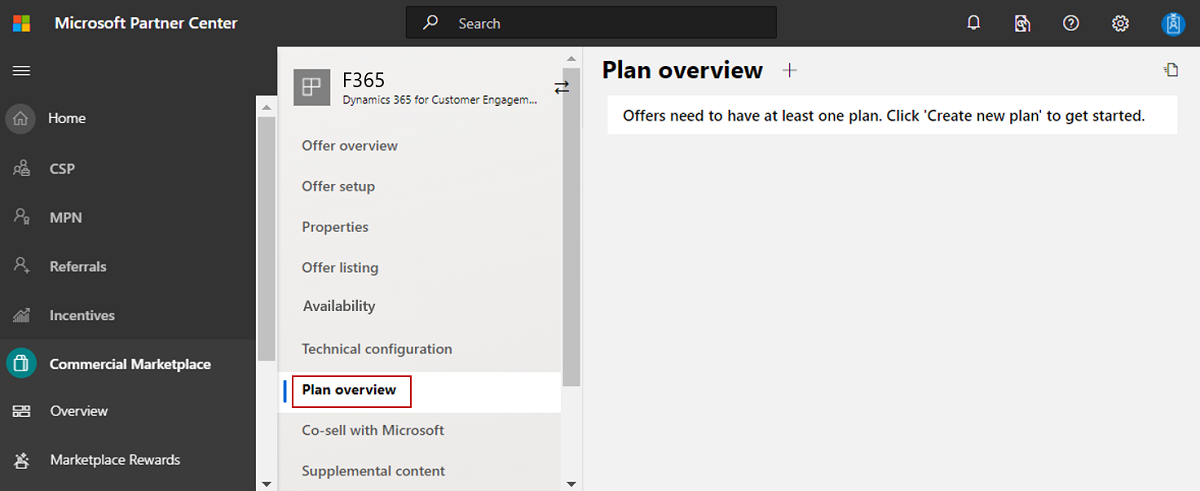 Microsoft Partner Center
Search
Home
CSP
MPN
Referrals
Incentives
Commercial Marketplace
Overview
Marketplace Rewards
F365
Dynamics 365 for Customer Engagem...
Offer overview
Offer setup
Properties
Offer listing
Availability
Technical configuration
Plan overview
Co-sell with Microsoft
Supplemental content
Plan overview
Offers need to have at least one plan. Click 'Create new plan' to get started.